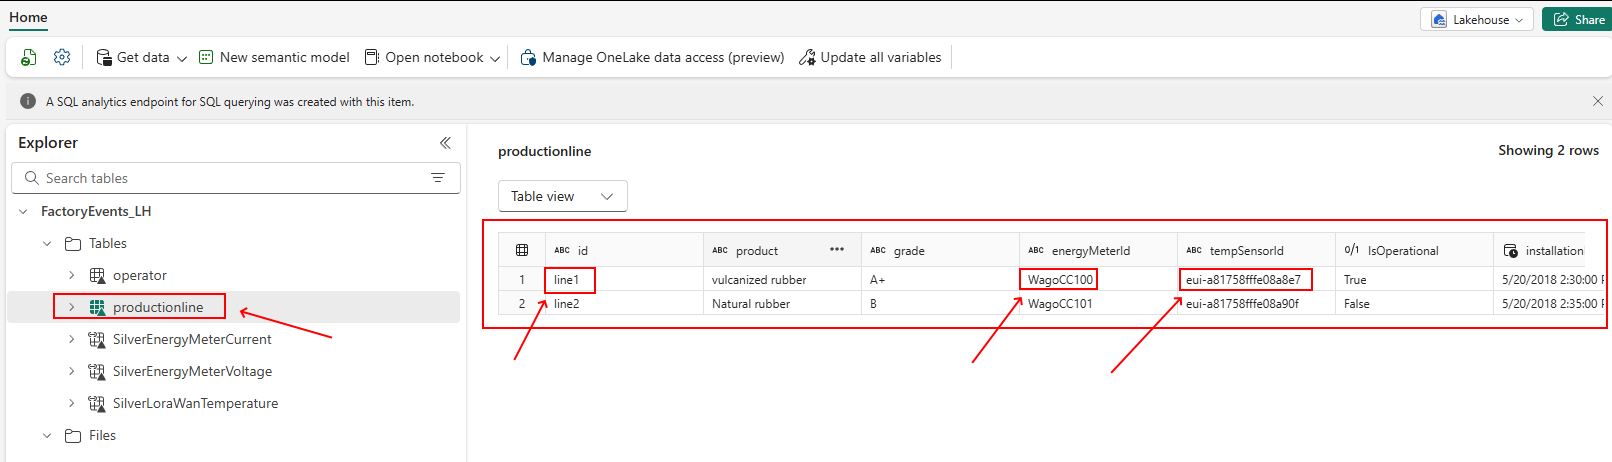 Home
Lakehouse
Share
Get data
New semantic model
Open notebook
Manage OneLake data access (preview)
Update all variables
A SQL analytics endpoint for SQL querying was created with this item.
Explorer
Search tables
FactoryEvents_LH
Tables
operator
productionline
SilverEnergyMeterCurrent
SilverEnergyMeterVoltage
SilverLoraWanTemperature
Files
productionline
Showing 2 rows
Table view
ABC id ABC product ••• ABC grade ABC energyMeterId ABC tempSensorId 0/1 IsOperational installation
1 line1 vulcanized rubber A+ WagoCC100 eui-a81758fffe08a8e7 True 5/20/2018 2:30:00 P
2 line2 Natural rubber B WagoCC101 eui-a81758fffe08a90f False 5/20/2018 2:35:00 P